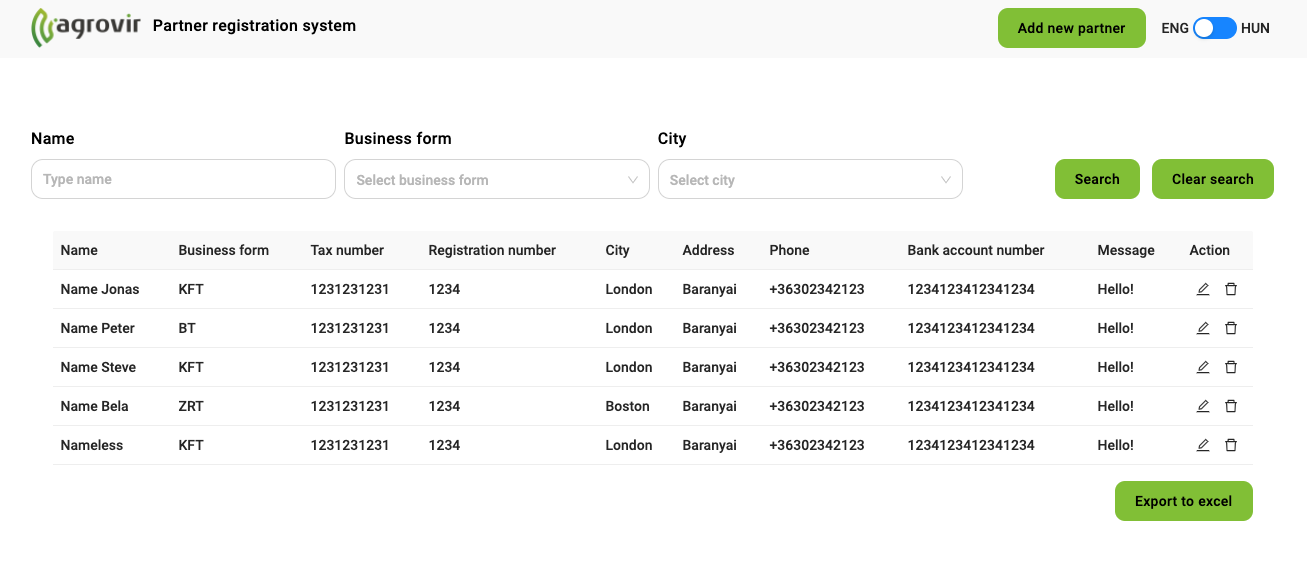 agrovir Partner registration system Add new partner ENG HUN
Name Business form City
Type name Select business form Select city Search Clear search
Name Business form Tax number Registration number City Address Phone Bank account number Message Action
Name Jonas KFT 1231231231 1234 London Baranyai +36302342123 1234123412341234 Hello!
Name Peter BT 1231231231 1234 London Baranyai +36302342123 1234123412341234 Hello!
Name Steve KFT 1231231231 1234 London Baranyai +36302342123 1234123412341234 Hello!
Name Bela ZRT 1231231231 1234 Boston Baranyai +36302342123 1234123412341234 Hello!
Nameless KFT 1231231231 1234 London Baranyai +36302342123 1234123412341234 Hello!
Export to excel